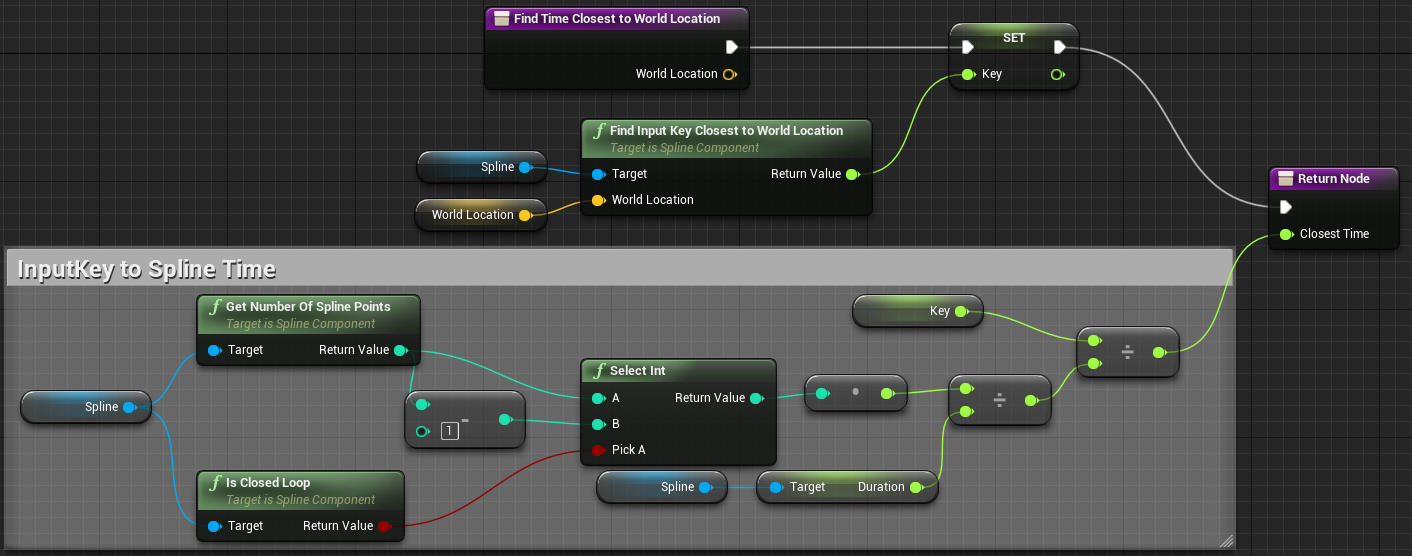 Find Time Closest to World Location
World Location
SET
Key
f Find Input Key Closest to World Location
Target is Spline Component
Target Return Value
World Location
Spline
World Location
Return Node
Closest Time
InputKey to Spline Time
f Get Number Of Spline Points
Target is Spline Component
Target Return Value
Spline
1 -
f Is Closed Loop
Target is Spline Component
Target Return Value
f Select Int
A Return Value
B
Pick A
•
Spline
Target Duration
÷
Key
÷